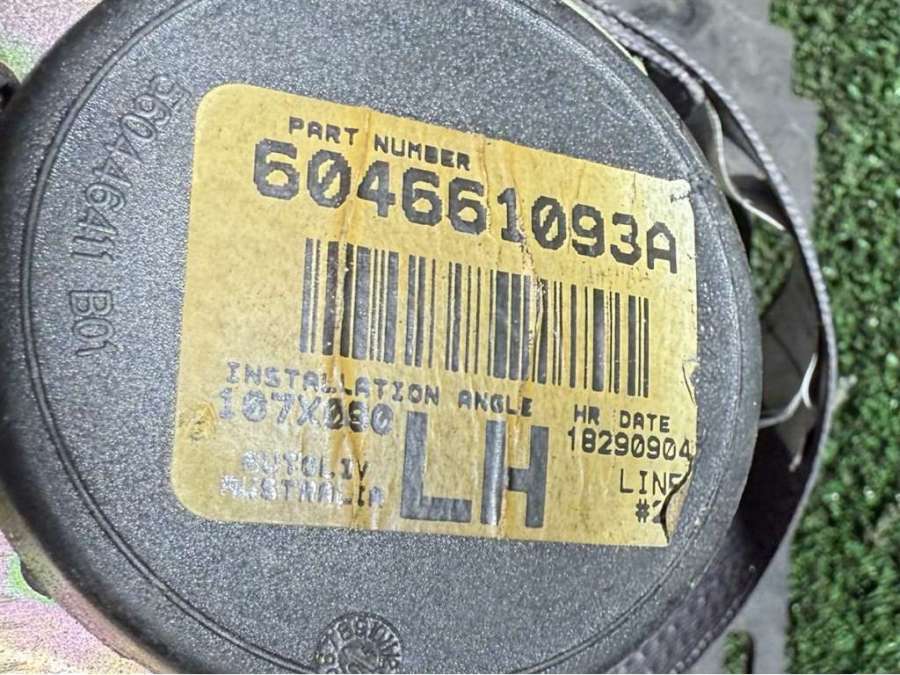 560446411 B01
PART NUMBER
604661093A
INSTALLATION ANGLE
107X090
HR DATE
18290904
AUTOLIV
AUSTRALIA
LH
LINE
#2